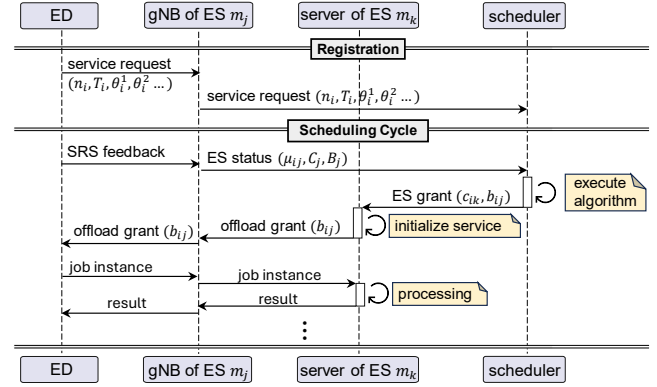 ED gNB of ES m_j server of ES m_k scheduler
Registration
service request
(n_i, T_i, θ_i^1, θ_i^2 ...)
service request (n_i, T_i, θ_i^1, θ_i^2 ...)
Scheduling Cycle
SRS feedback
ES status (μ_ij, C_j, B_j)
execute
algorithm
ES grant (c_ik, b_ij)
initialize service
offload grant (b_ij)
offload grant (b_ij)
job instance
job instance
processing
result
result
⋮
ED gNB of ES m_j server of ES m_k scheduler